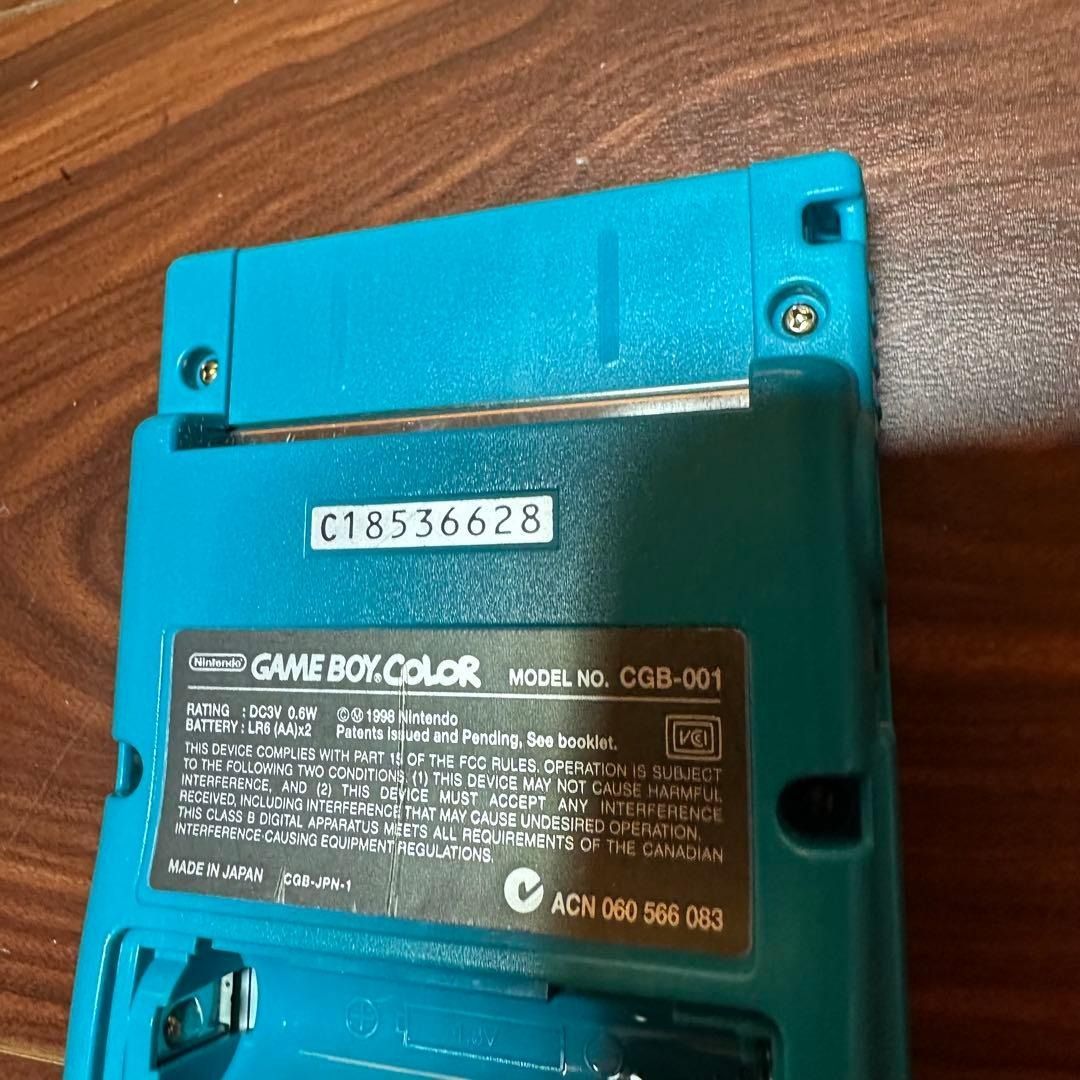 C18536628
Nintendo GAME BOY COLOR MODEL NO. CGB-001
RATING : DC3V 0.6W ©Ⓜ1998 Nintendo
BATTERY : LR6 (AA)x2 Patents Issued and Pending, See booklet.
VCI
THIS DEVICE COMPLIES WITH PART 15 OF THE FCC RULES. OPERATION IS SUBJECT
TO THE FOLLOWING TWO CONDITIONS. (1) THIS DEVICE MAY NOT CAUSE HARMFUL
INTERFERENCE, AND (2) THIS DEVICE MUST ACCEPT ANY INTERFERENCE
RECEIVED, INCLUDING INTERFERENCE THAT MAY CAUSE UNDESIRED OPERATION.
THIS CLASS B DIGITAL APPARATUS MEETS ALL REQUIREMENTS OF THE CANADIAN
INTERFERENCE-CAUSING EQUIPMENT REGULATIONS.
MADE IN JAPAN CGB-JPN-1
ACN 060 566 083